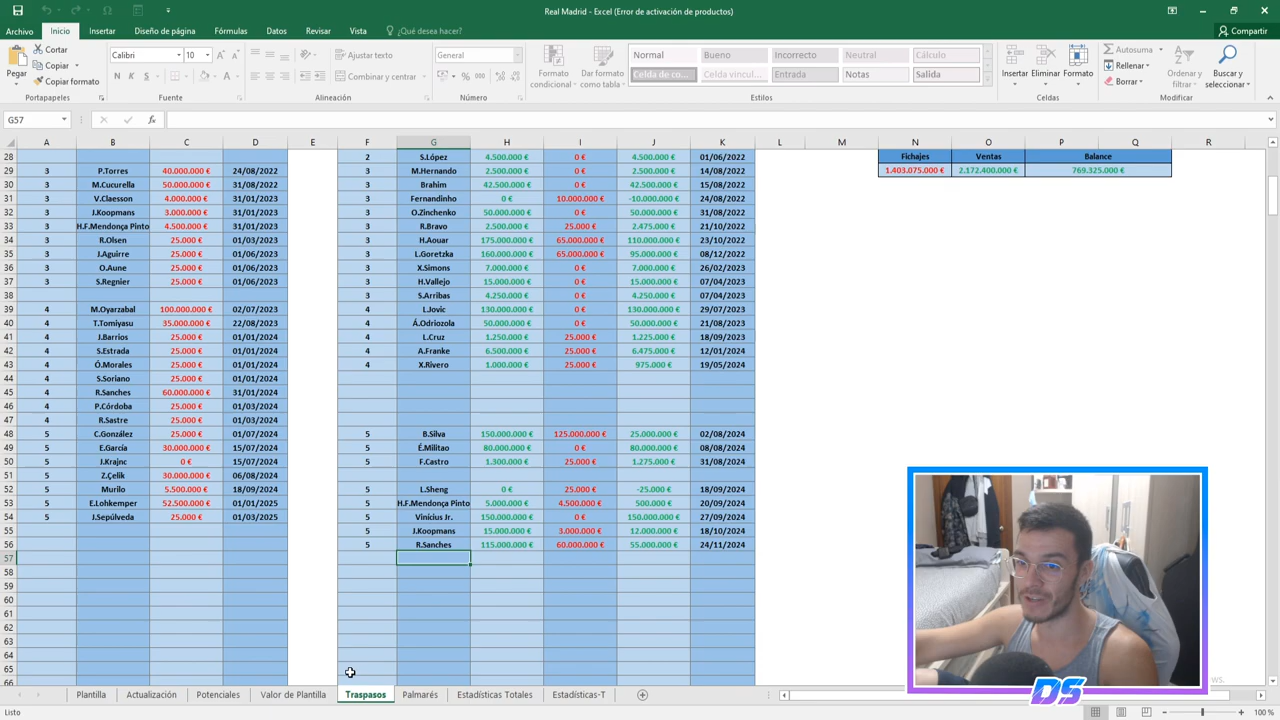 Real Madrid - Excel (Error de activación de productos)
Archivo Inicio Insertar Diseño de página Fórmulas Datos Revisar Vista ¿Qué desea hacer? Compartir
Pegar Cortar Copiar Copiar formato
Calibri 10 N K S
Ajustar texto Combinar y centrar
General % 000
Formato condicional Dar formato como tabla
Normal Bueno Incorrecto Neutral Cálculo
Celda de co... Celda vincul... Entrada Notas Salida
Insertar Eliminar Formato
Autosuma Rellenar Borrar Ordenar y filtrar Buscar y seleccionar
Portapapeles Fuente Alineación Número Estilos Celdas Modificar
G57 fx
A B C D E F G H I J K L M N O P Q R
28 2 S.López 4.500.000 € 0 € 4.500.000 € 01/06/2022 Fichajes Ventas Balance
29 3 P.Torres 40.000.000 € 24/08/2022 3 M.Hernando 2.500.000 € 0 € 2.500.000 € 14/08/2022 1.403.075.000 € 2.172.400.000 € 769.325.000 €
30 3 M.Cucurella 50.000.000 € 31/08/2022 3 Brahim 42.500.000 € 0 € 42.500.000 € 15/08/2022
31 3 V.Claesson 4.000.000 € 31/01/2023 3 Fernandinho 0 € 10.000.000 € -10.000.000 € 24/08/2022
32 3 J.Koopmans 3.000.000 € 31/01/2023 3 O.Zinchenko 50.000.000 € 0 € 50.000.000 € 31/08/2022
33 3 H.F.Mendonça Pinto 4.500.000 € 31/01/2023 3 R.Bravo 2.500.000 € 25.000 € 2.475.000 € 21/10/2022
34 3 R.Olsen 25.000 € 01/03/2023 3 H.Aouar 175.000.000 € 65.000.000 € 110.000.000 € 23/10/2022
35 3 J.Aguirre 25.000 € 01/06/2023 3 L.Goretzka 160.000.000 € 65.000.000 € 95.000.000 € 08/12/2022
36 3 O.Aune 25.000 € 01/06/2023 3 X.Simons 7.000.000 € 0 € 7.000.000 € 26/02/2023
37 3 S.Regnier 25.000 € 01/06/2023 3 H.Vallejo 15.000.000 € 0 € 15.000.000 € 07/04/2023
38 3 S.Arribas 4.250.000 € 0 € 4.250.000 € 07/04/2023
39 4 M.Oyarzabal 100.000.000 € 02/07/2023 4 L.Jovic 130.000.000 € 0 € 130.000.000 € 29/07/2023
40 4 T.Tomiyasu 35.000.000 € 22/08/2023 4 Á.Odriozola 50.000.000 € 0 € 50.000.000 € 21/08/2023
41 4 J.Barrios 25.000 € 01/01/2024 4 L.Cruz 1.250.000 € 25.000 € 1.225.000 € 18/09/2023
42 4 S.Estrada 25.000 € 01/01/2024 4 A.Franke 6.500.000 € 25.000 € 6.475.000 € 12/01/2024
43 4 Ó.Morales 25.000 € 01/01/2024 4 X.Rivero 1.000.000 € 25.000 € 975.000 € 19/05/2024
44 4 S.Soriano 25.000 € 01/01/2024
45 4 R.Sanches 60.000.000 € 31/01/2024
46 4 P.Córdoba 25.000 € 01/03/2024
47 4 R.Sastre 25.000 € 01/03/2024
48 5 C.González 25.000 € 01/07/2024 5 B.Silva 150.000.000 € 125.000.000 € 25.000.000 € 02/08/2024
49 5 E.García 30.000.000 € 15/07/2024 5 É.Militao 80.000.000 € 0 € 80.000.000 € 08/08/2024
50 5 J.Krajnc 0 € 15/07/2024 5 F.Castro 1.300.000 € 25.000 € 1.275.000 € 31/08/2024
51 5 Z.Çelik 30.000.000 € 06/08/2024
52 5 Murilo 5.500.000 € 18/09/2024 5 L.Sheng 0 € 25.000 € -25.000 € 18/09/2024
53 5 E.Lohkemper 52.500.000 € 01/01/2025 5 H.F.Mendonça Pinto 5.000.000 € 4.500.000 € 500.000 € 20/09/2024
54 5 J.Sepúlveda 25.000 € 01/03/2025 5 Vinícius Jr. 150.000.000 € 0 € 150.000.000 € 27/09/2024
55 5 J.Koopmans 15.000.000 € 3.000.000 € 12.000.000 € 18/10/2024
56 5 R.Sanches 115.000.000 € 60.000.000 € 55.000.000 € 24/11/2024
57
58
59
60
61
62
63
64
65
66
DS
Plantilla Actualización Potenciales Valor de Plantilla Traspasos Palmarés Estadísticas Totales Estadísticas-T
Listo 100 %